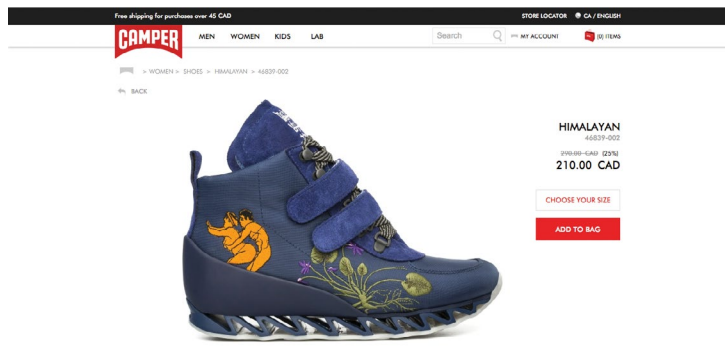 Free shipping for purchases over 45 CAD
STORE LOCATOR CA / ENGLISH
CAMPER
MEN WOMEN KIDS LAB
Search
MY ACCOUNT
(0) ITEMS
> WOMEN > SHOES > HIMALAYAN > 46839-002
BACK
HIMALAYAN
46839-002
290.00 CAD (25%)
210.00 CAD
CHOOSE YOUR SIZE
ADD TO BAG